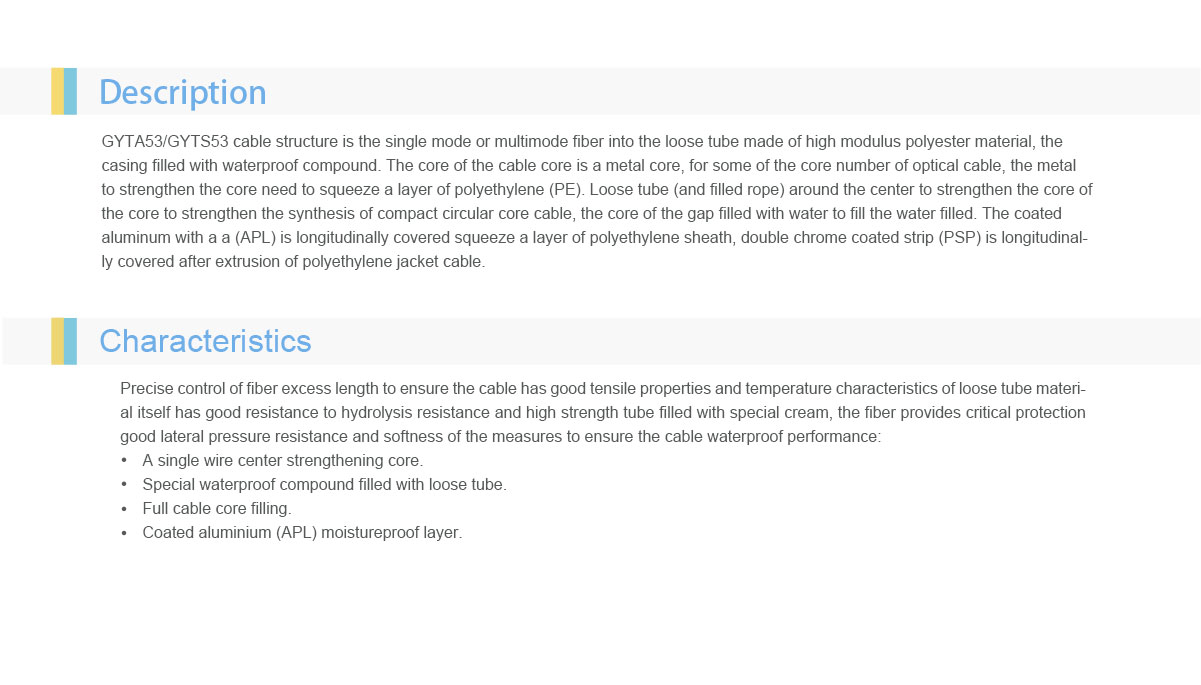 Description
GYTA53/GYTS53 cable structure is the single mode or multimode fiber into the loose tube made of high modulus polyester material, the
casing filled with waterproof compound. The core of the cable core is a metal core, for some of the core number of optical cable, the metal
to strengthen the core need to squeeze a layer of polyethylene (PE). Loose tube (and filled rope) around the center to strengthen the core of
the core to strengthen the synthesis of compact circular core cable, the core of the gap filled with water to fill the water filled. The coated
aluminum with a a (APL) is longitudinally covered squeeze a layer of polyethylene sheath, double chrome coated strip (PSP) is longitudinal-
ly covered after extrusion of polyethylene jacket cable.
Characteristics
Precise control of fiber excess length to ensure the cable has good tensile properties and temperature characteristics of loose tube materi-
al itself has good resistance to hydrolysis resistance and high strength tube filled with special cream, the fiber provides critical protection
good lateral pressure resistance and softness of the measures to ensure the cable waterproof performance:
• A single wire center strengthening core.
• Special waterproof compound filled with loose tube.
• Full cable core filling.
• Coated aluminium (APL) moistureproof layer.